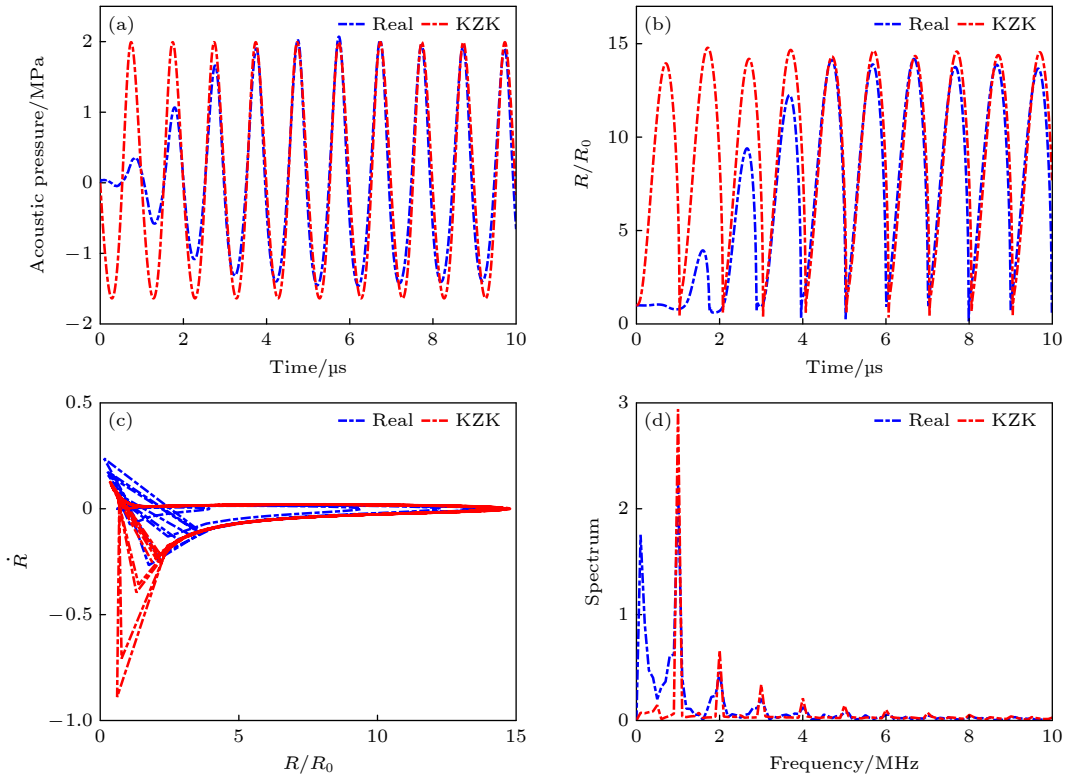 (a) Real KZK
Acoustic pressure/MPa
2
1
0
−1
−2
0 2 4 6 8 10
Time/µs
(b) Real KZK
R/R₀
15
10
5
0
0 2 4 6 8 10
Time/µs
(c) Real KZK
Ṙ
0.5
0
−0.5
−1.0
0 5 10 15
R/R₀
(d) Real KZK
Spectrum
3
2
1
0
0 2 4 6 8 10
Frequency/MHz